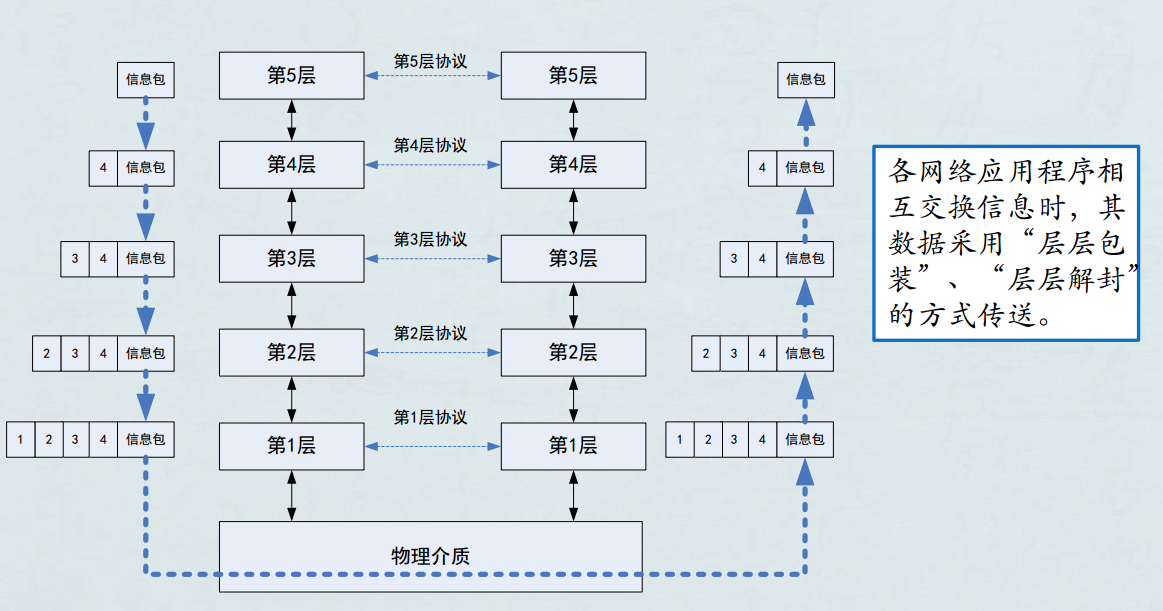 第5层协议
信息包 第5层 第5层 信息包
第4层协议
4 信息包 第4层 第4层 4 信息包
第3层协议
3 4 信息包 第3层 第3层 3 4 信息包
第2层协议
2 3 4 信息包 第2层 第2层 2 3 4 信息包
第1层协议
1 2 3 4 信息包 第1层 第1层 1 2 3 4 信息包
物理介质
各网络应用程序相
互交换信息时，其
数据采用“层层包
装”、“层层解封”
的方式传送。